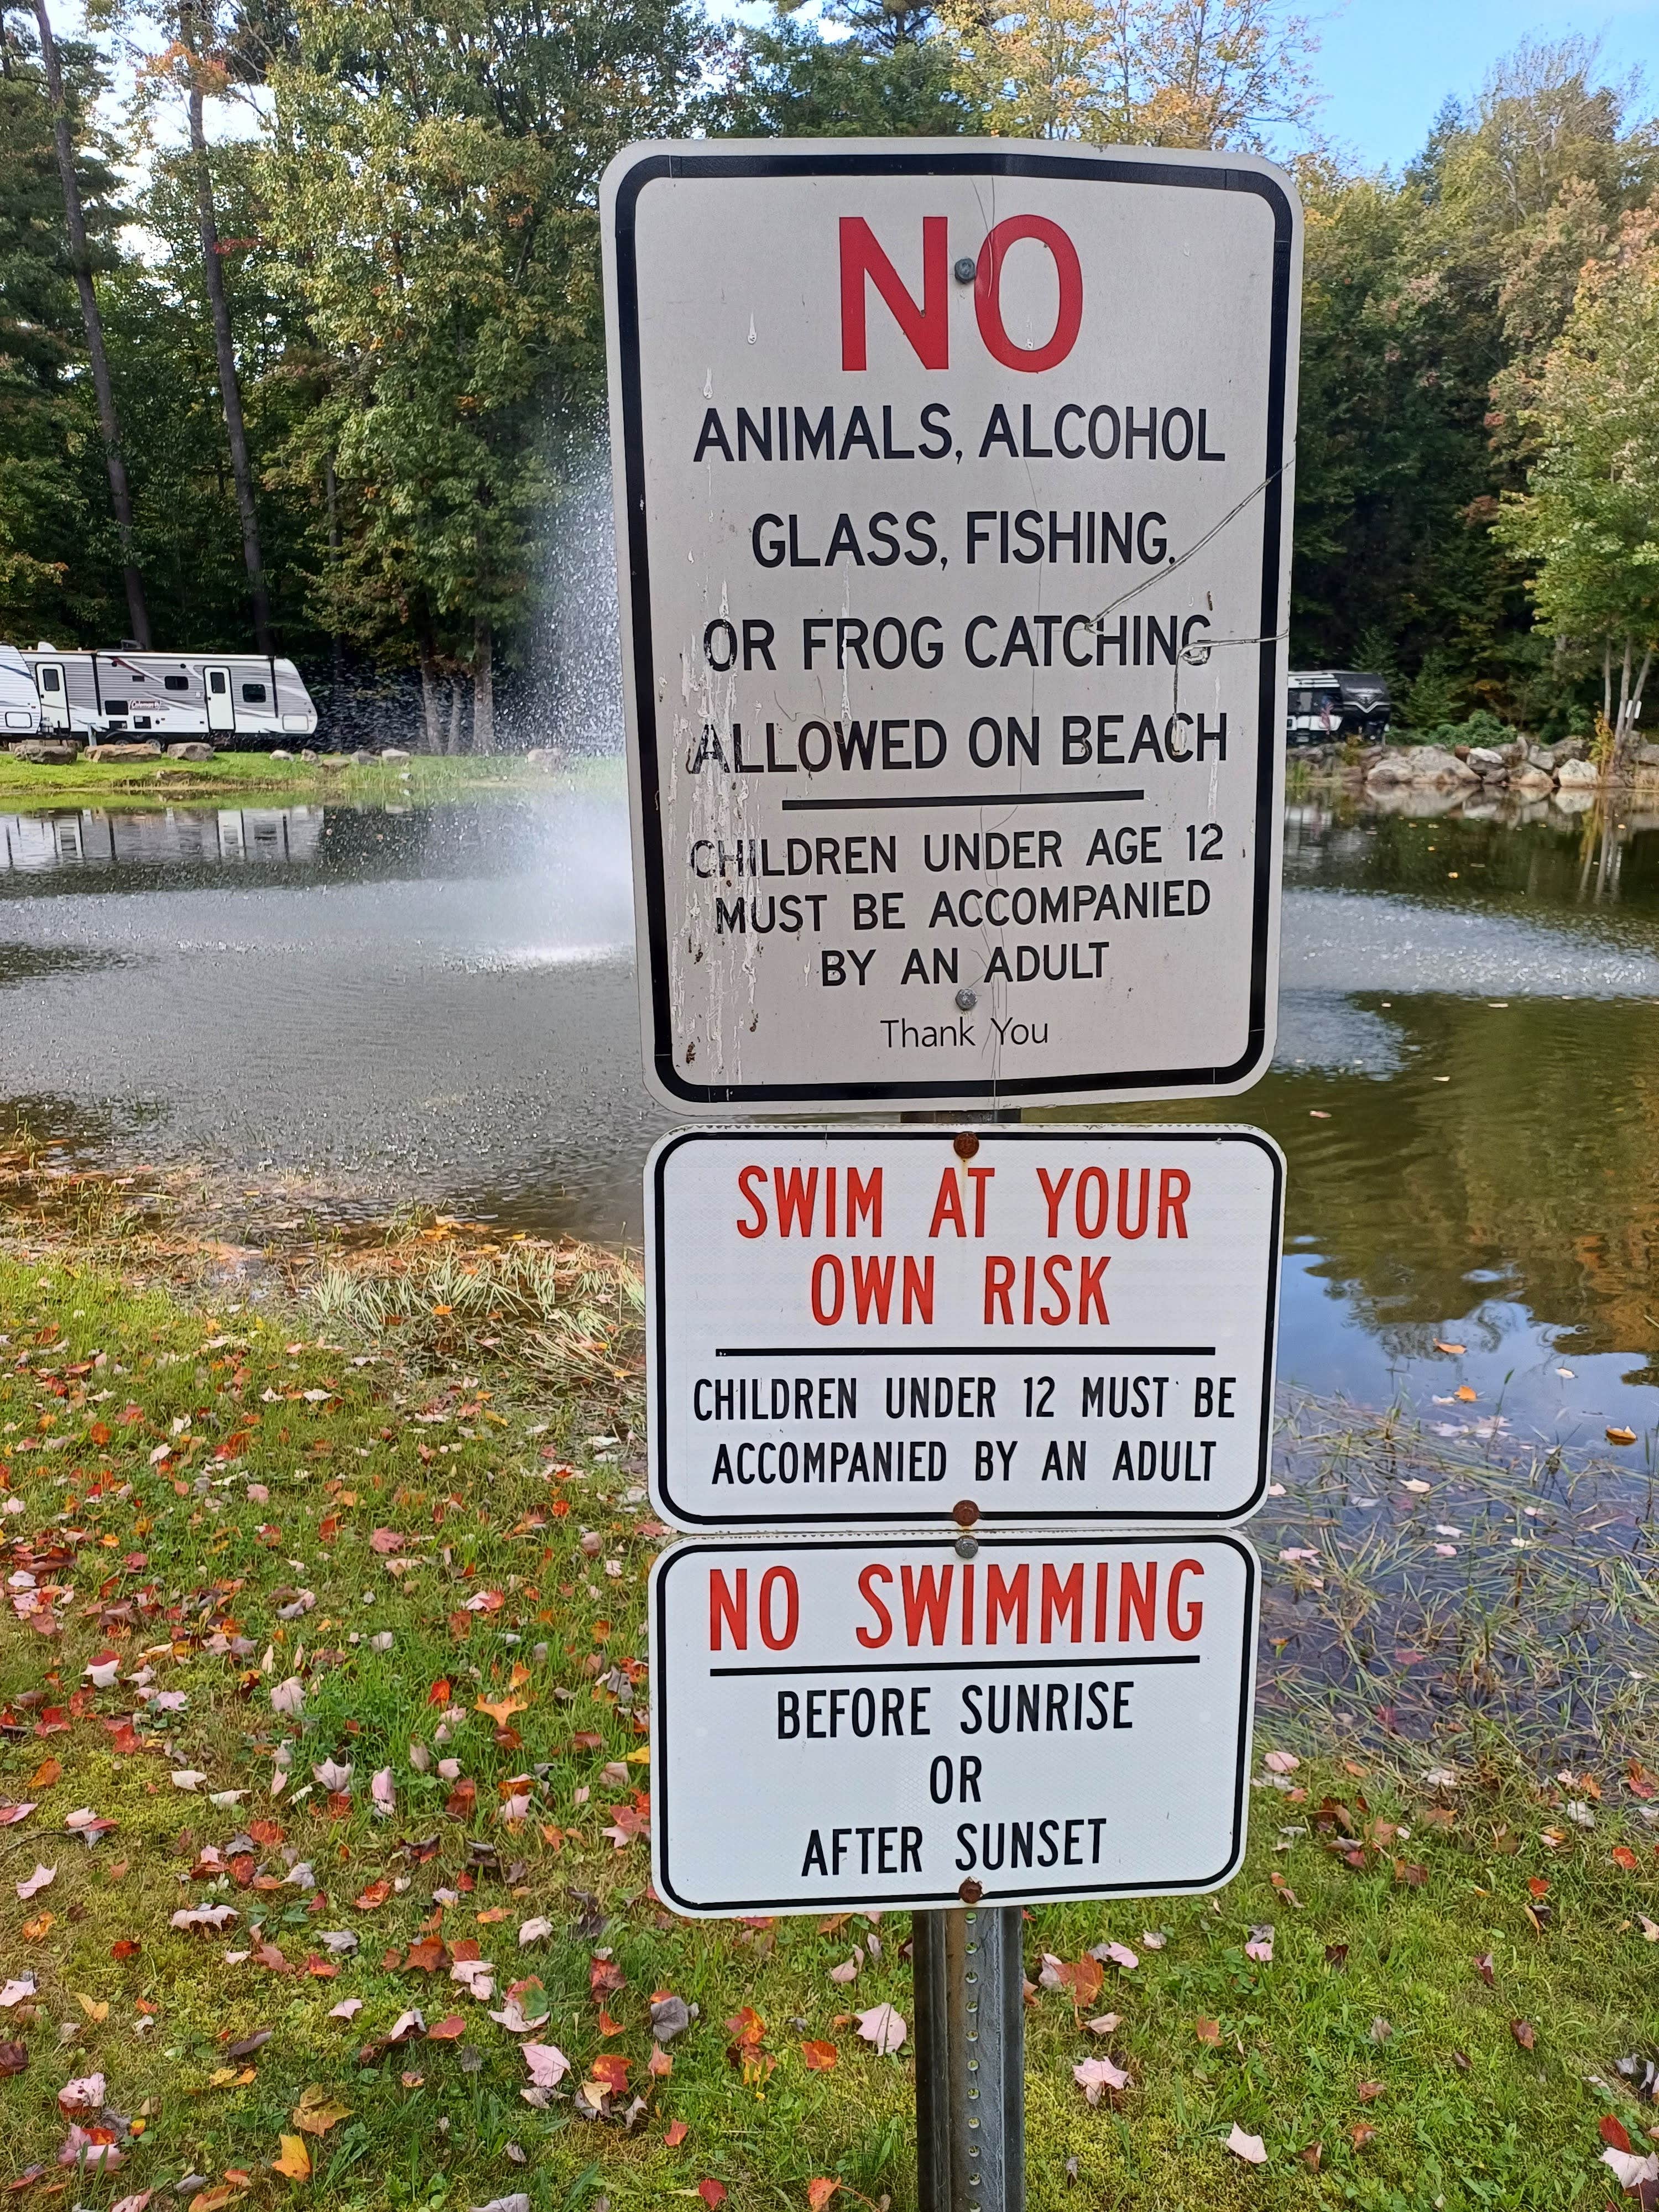 NO
ANIMALS, ALCOHOL
GLASS, FISHING,
OR FROG CATCHING
ALLOWED ON BEACH
CHILDREN UNDER AGE 12
MUST BE ACCOMPANIED
BY AN ADULT
Thank You
SWIM AT YOUR
OWN RISK
CHILDREN UNDER 12 MUST BE
ACCOMPANIED BY AN ADULT
NO SWIMMING
BEFORE SUNRISE
OR
AFTER SUNSET
Coleman